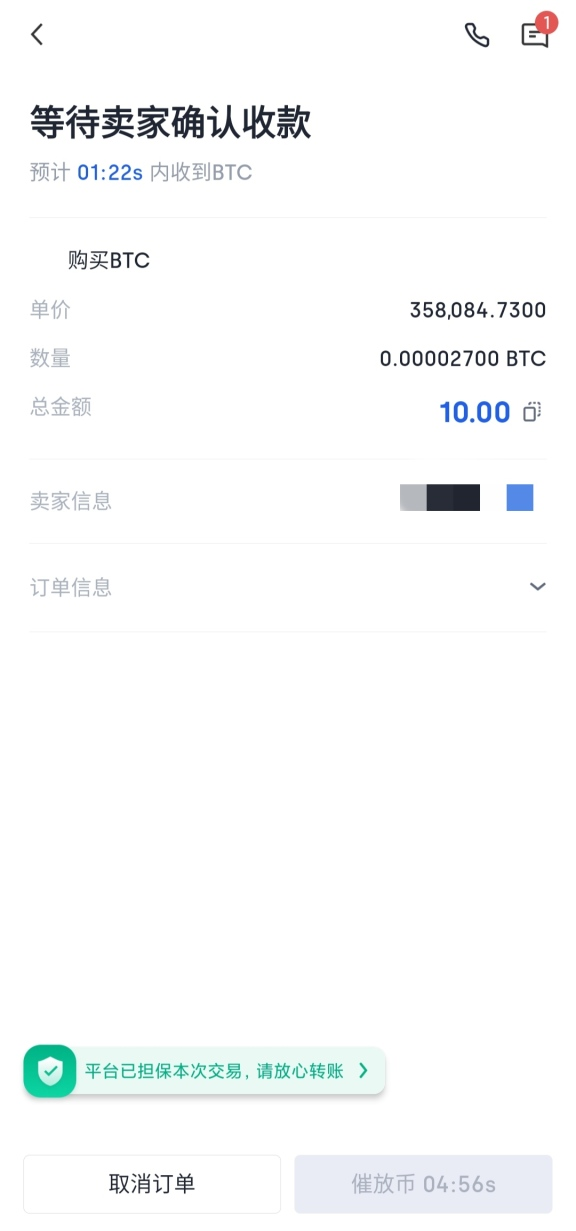 1
等待卖家确认收款
预计 01:22s 内收到BTC
购买BTC
单价 358,084.7300
数量 0.00002700 BTC
总金额 10.00
卖家信息
订单信息
平台已担保本次交易，请放心转账
取消订单 催放币 04:56s